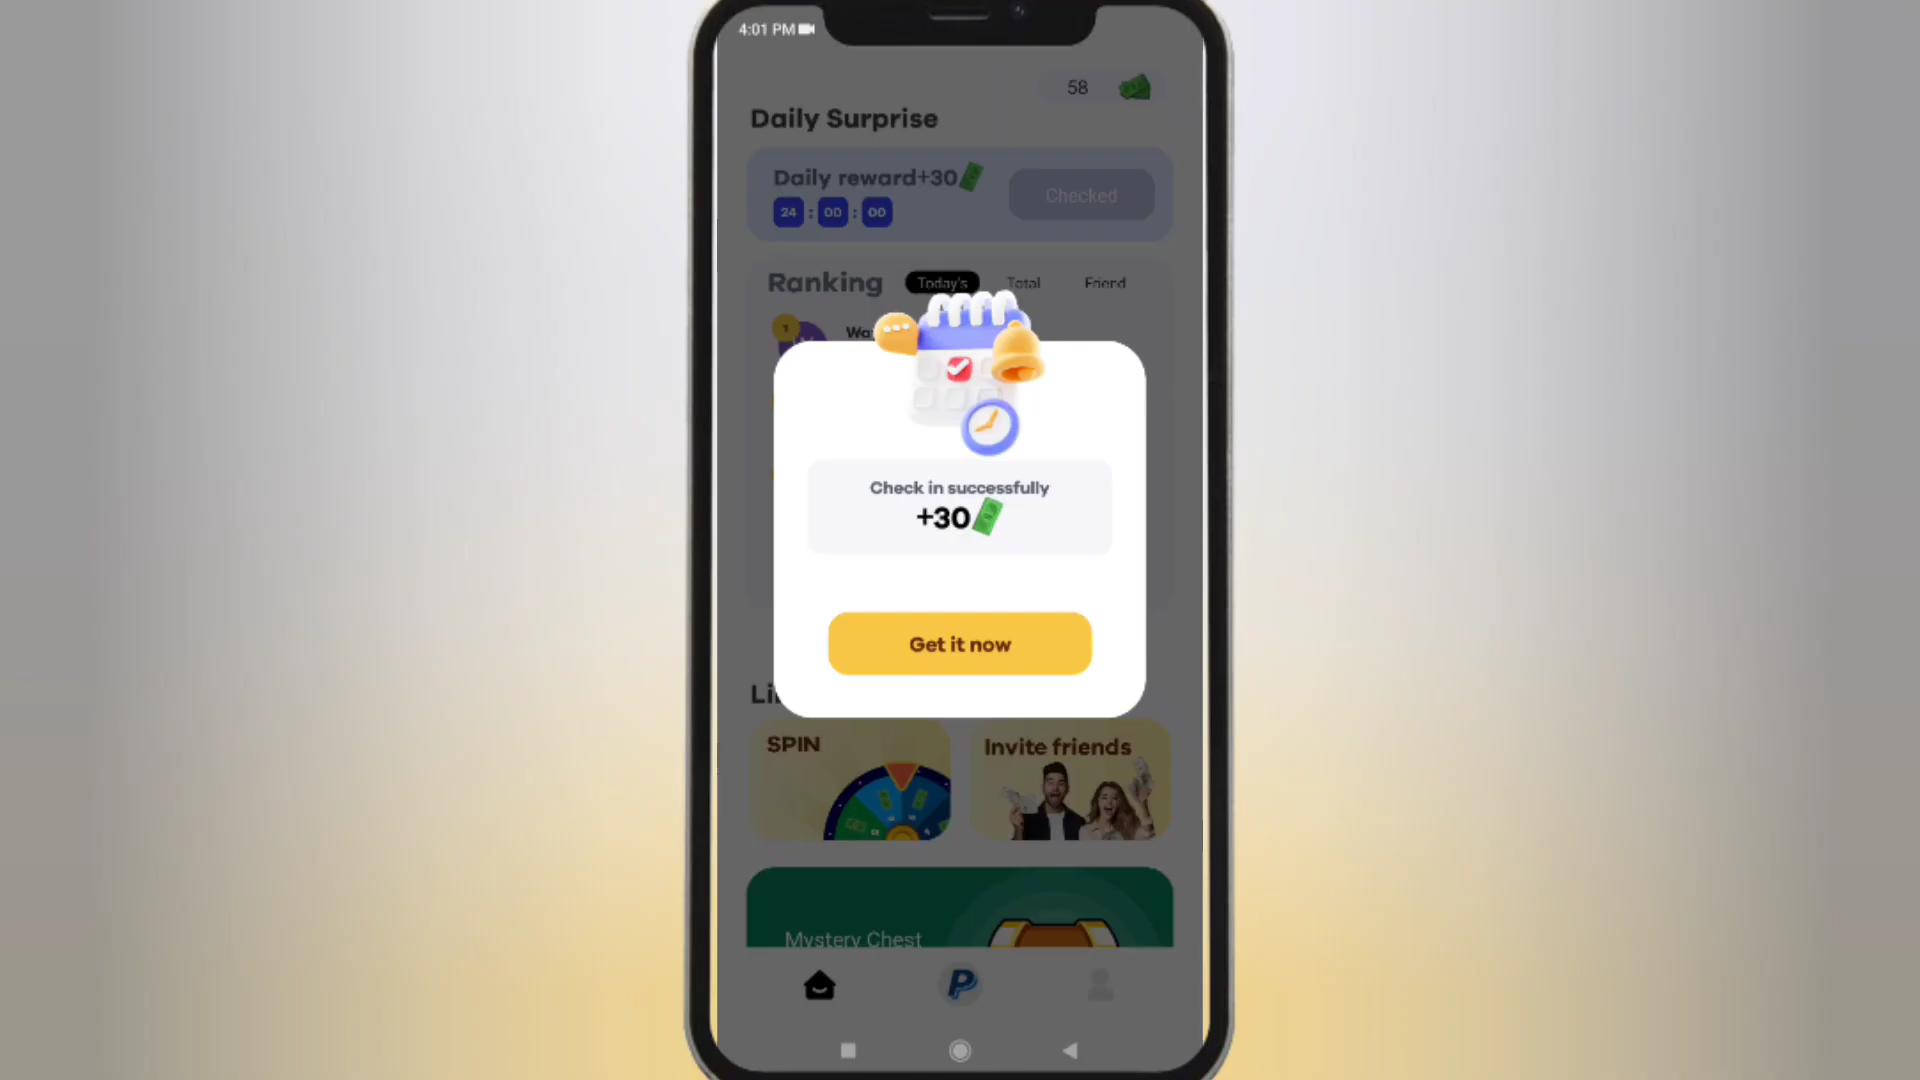 4:01 PM
58
Daily Surprise
Daily reward+30
Checked
24 : 00 : 00
Ranking
Today's
Total
Friend
1
Check in successfully
+30
Get it now
SPIN
Invite friends
Mystery Chest